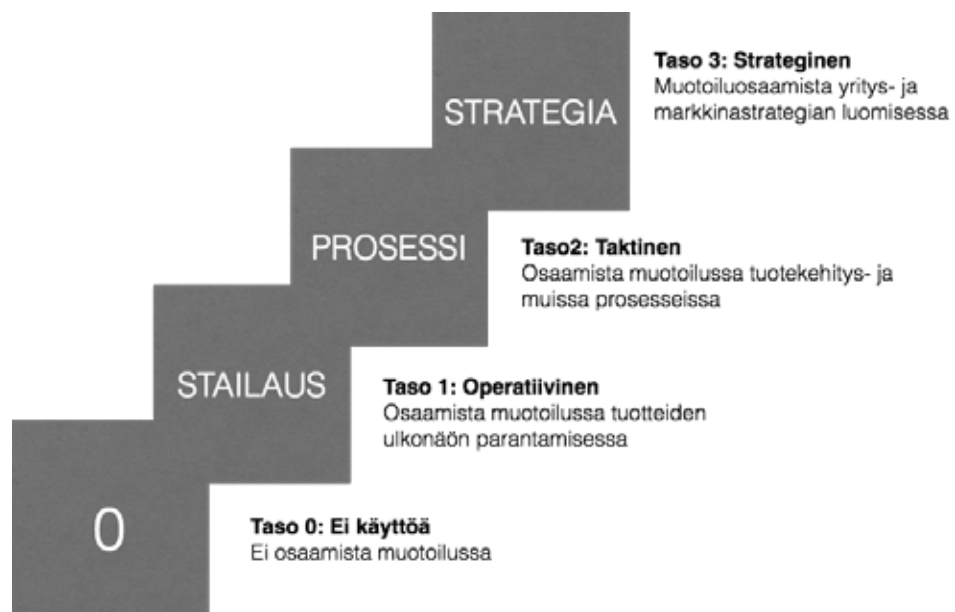 STRATEGIA
Taso 3: Strateginen
Muotoiluosaamista yritys- ja
markkinastrategian luomisessa
PROSESSI
Taso2: Taktinen
Osaamista muotoilussa tuotekehitys- ja
muissa prosesseissa
STAILAUS
Taso 1: Operatiivinen
Osaamista muotoilussa tuotteiden
ulkonäön parantamisessa
0
Taso 0: Ei käyttöä
Ei osaamista muotoilussa